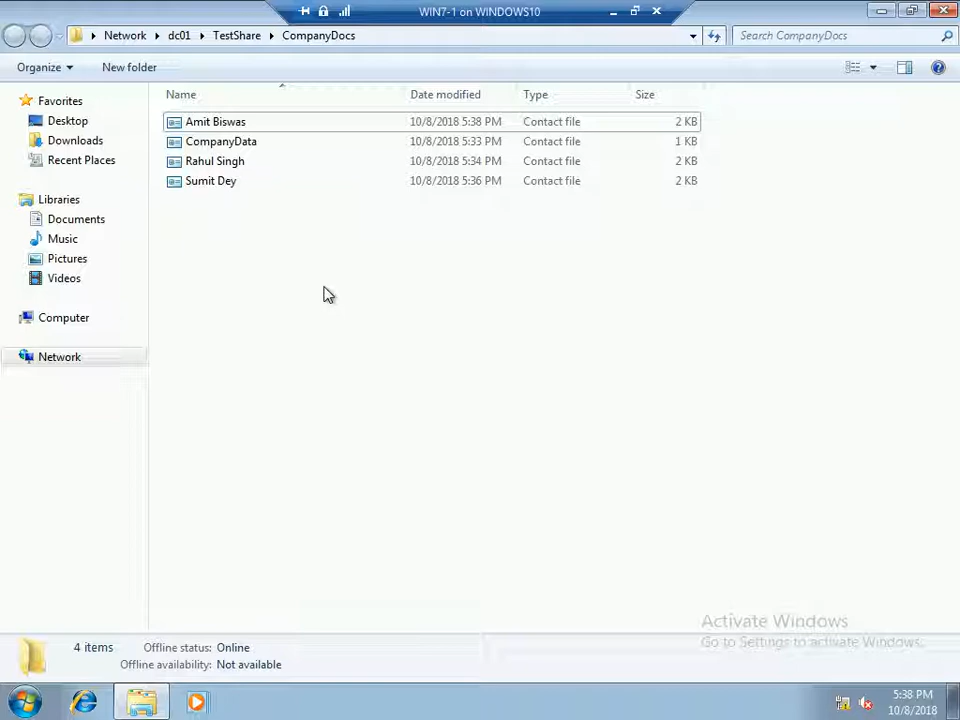 WIN7-1 on WINDOWS10
Network dc01 TestShare CompanyDocs Search CompanyDocs
Organize New folder
Name Date modified Type Size
Favorites
Desktop
Downloads
Recent Places
Libraries
Documents
Music
Pictures
Videos
Computer
Network
Amit Biswas 10/8/2018 5:38 PM Contact file 2 KB
CompanyData 10/8/2018 5:33 PM Contact file 1 KB
Rahul Singh 10/8/2018 5:34 PM Contact file 2 KB
Sumit Dey 10/8/2018 5:36 PM Contact file 2 KB
Activate Windows
Go to Settings to activate Windows.
4 items Offline status: Online
Offline availability: Not available
5:38 PM
10/8/2018